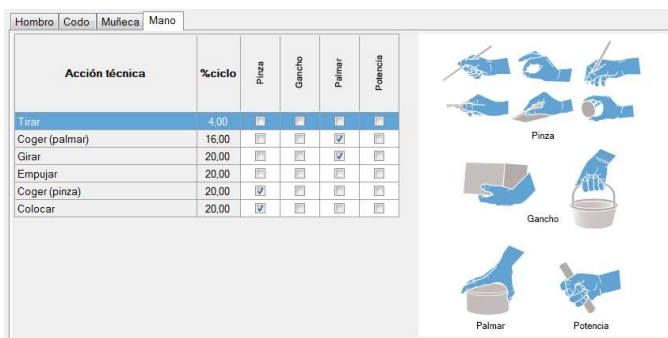 Hombro Codo Muñeca Mano
Acción técnica %ciclo Pinza Gancho Palmar Potencia
Tirar 4,00
Coger (palmar) 16,00
Girar 20,00
Empujar 20,00
Coger (pinza) 20,00
Colocar 20,00
Pinza
Gancho
Palmar Potencia